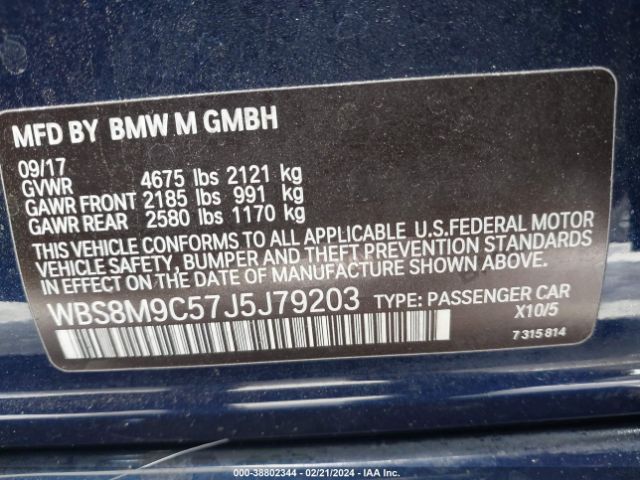 MFD BY BMW M GMBH
09/17
GVWR 4675 lbs 2121 kg
GAWR FRONT 2185 lbs 991 kg
GAWR REAR 2580 lbs 1170 kg
THIS VEHICLE CONFORMS TO ALL APPLICABLE U.S.FEDERAL MOTOR
VEHICLE SAFETY, BUMPER AND THEFT PREVENTION STANDARDS
IN EFFECT ON THE DATE OF MANUFACTURE SHOWN ABOVE.
WBS8M9C57J5J79203 TYPE: PASSENGER CAR
X10/5
7 315 814
000-38802344 - 02/21/2024 - IAA Inc.